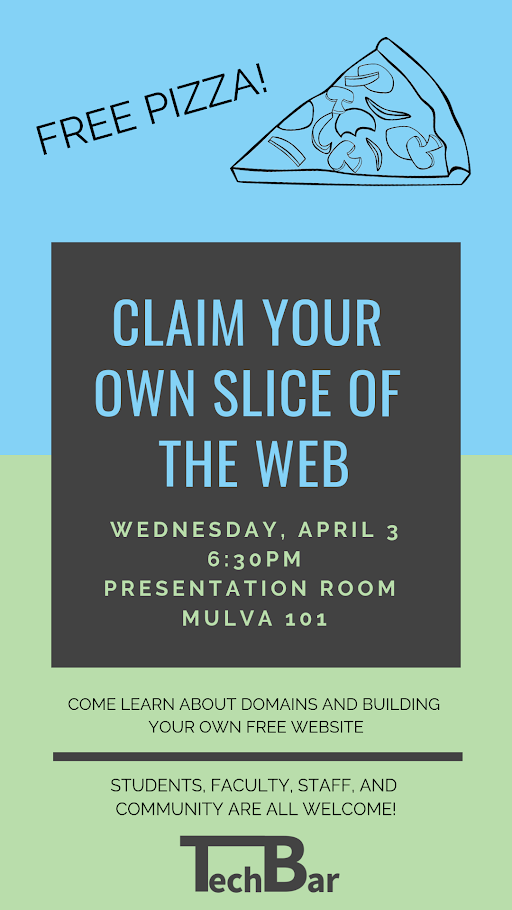 FREE PIZZA!
CLAIM YOUR
OWN SLICE OF
THE WEB
WEDNESDAY, APRIL 3
6:30PM
PRESENTATION ROOM
MULVA 101
COME LEARN ABOUT DOMAINS AND BUILDING
YOUR OWN FREE WEBSITE
STUDENTS, FACULTY, STAFF, AND
COMMUNITY ARE ALL WELCOME!
TechBar